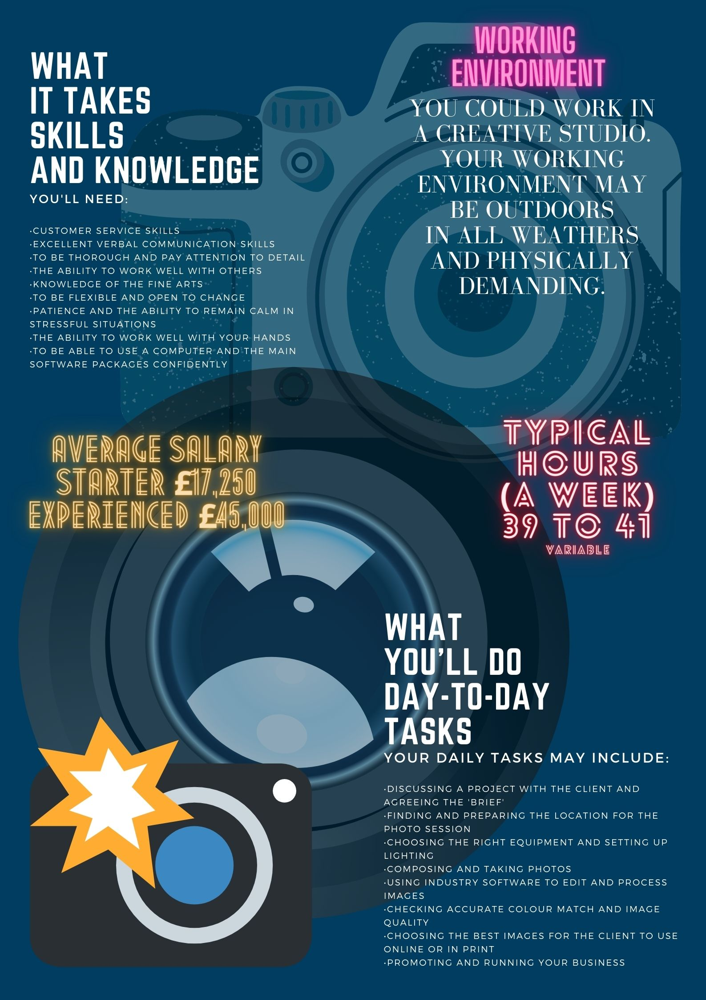 WHAT
IT TAKES
SKILLS
AND KNOWLEDGE
YOU'LL NEED:
·CUSTOMER SERVICE SKILLS
·EXCELLENT VERBAL COMMUNICATION SKILLS
·TO BE THOROUGH AND PAY ATTENTION TO DETAIL
·THE ABILITY TO WORK WELL WITH OTHERS
·KNOWLEDGE OF THE FINE ARTS
·TO BE FLEXIBLE AND OPEN TO CHANGE
·PATIENCE AND THE ABILITY TO REMAIN CALM IN
STRESSFUL SITUATIONS
·THE ABILITY TO WORK WELL WITH YOUR HANDS
·TO BE ABLE TO USE A COMPUTER AND THE MAIN
SOFTWARE PACKAGES CONFIDENTLY
WORKING
ENVIRONMENT
YOU COULD WORK IN
A CREATIVE STUDIO.
YOUR WORKING
ENVIRONMENT MAY
BE OUTDOORS
IN ALL WEATHERS
AND PHYSICALLY
DEMANDING.
AVERAGE SALARY
STARTER £17,250
EXPERIENCED £45,000
TYPICAL
HOURS
(A WEEK)
39 TO 41
VARIABLE
WHAT
YOU'LL DO
DAY-TO-DAY
TASKS
YOUR DAILY TASKS MAY INCLUDE:
·DISCUSSING A PROJECT WITH THE CLIENT AND
AGREEING THE 'BRIEF'
·FINDING AND PREPARING THE LOCATION FOR THE
PHOTO SESSION
·CHOOSING THE RIGHT EQUIPMENT AND SETTING UP
LIGHTING
·COMPOSING AND TAKING PHOTOS
·USING INDUSTRY SOFTWARE TO EDIT AND PROCESS
IMAGES
·CHECKING ACCURATE COLOUR MATCH AND IMAGE
QUALITY
·CHOOSING THE BEST IMAGES FOR THE CLIENT TO USE
ONLINE OR IN PRINT
·PROMOTING AND RUNNING YOUR BUSINESS